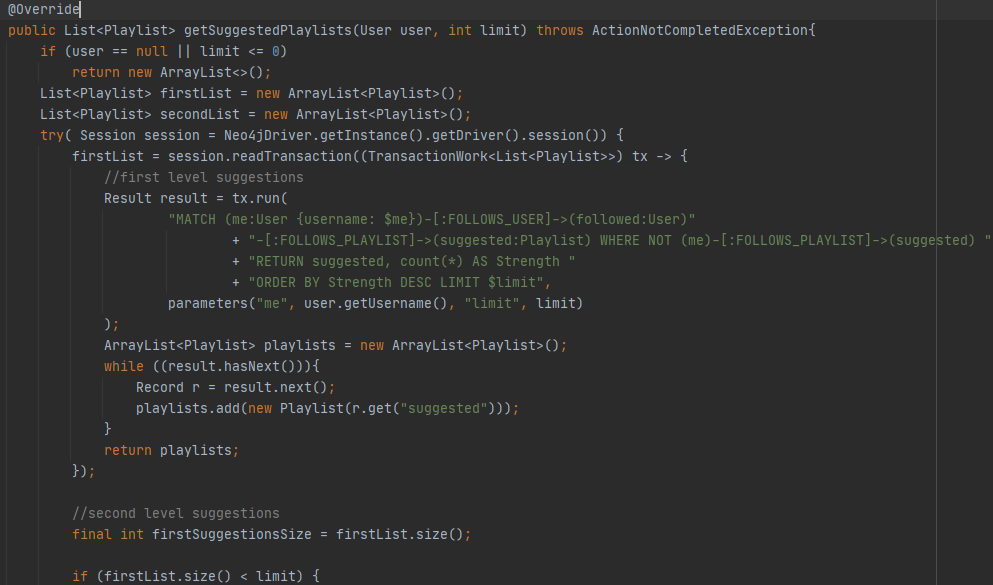 @Override
public List<Playlist> getSuggestedPlaylists(User user, int limit) throws ActionNotCompletedException{
    if (user == null || limit <= 0)
        return new ArrayList<>();
    List<Playlist> firstList = new ArrayList<Playlist>();
    List<Playlist> secondList = new ArrayList<Playlist>();
    try( Session session = Neo4jDriver.getInstance().getDriver().session()) {
        firstList = session.readTransaction((TransactionWork<List<Playlist>>) tx -> {
            //first level suggestions
            Result result = tx.run(
                    "MATCH (me:User {username: $me})-[:FOLLOWS_USER]->(followed:User)"
                            + "-[:FOLLOWS_PLAYLIST]->(suggested:Playlist) WHERE NOT (me)-[:FOLLOWS_PLAYLIST]->(suggested) "
                            + "RETURN suggested, count(*) AS Strength "
                            + "ORDER BY Strength DESC LIMIT $limit",
                    parameters("me", user.getUsername(), "limit", limit)
            );
            ArrayList<Playlist> playlists = new ArrayList<Playlist>();
            while ((result.hasNext())){
                Record r = result.next();
                playlists.add(new Playlist(r.get("suggested")));
            }
            return playlists;
        });

        //second level suggestions
        final int firstSuggestionsSize = firstList.size();

        if (firstList.size() < limit) {